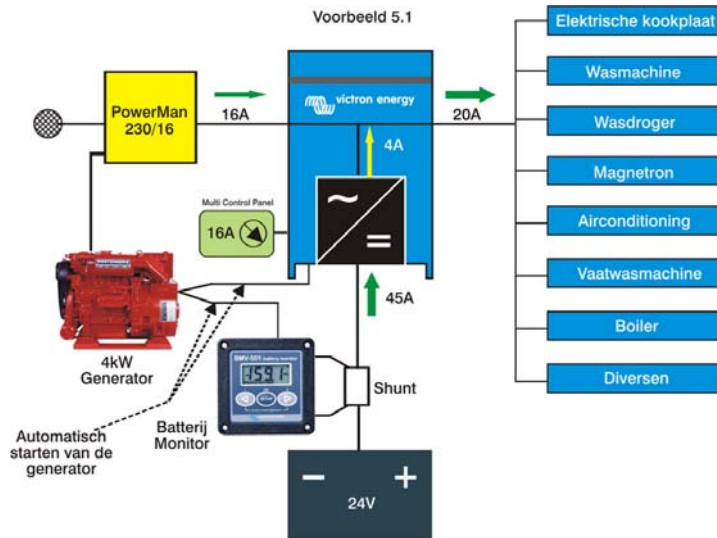 Voorbeeld 5.1
PowerMan
230/16
16A
victron energy
20A
4A
Multi Control Panel
16A
~
=
45A
4kW
Generator
BMV-501 battery monitor
Shunt
Batterij
Monitor
Automatisch
starten van de
generator
− +
24V
Elektrische kookplaat
Wasmachine
Wasdroger
Magnetron
Airconditioning
Vaatwasmachine
Boiler
Diversen